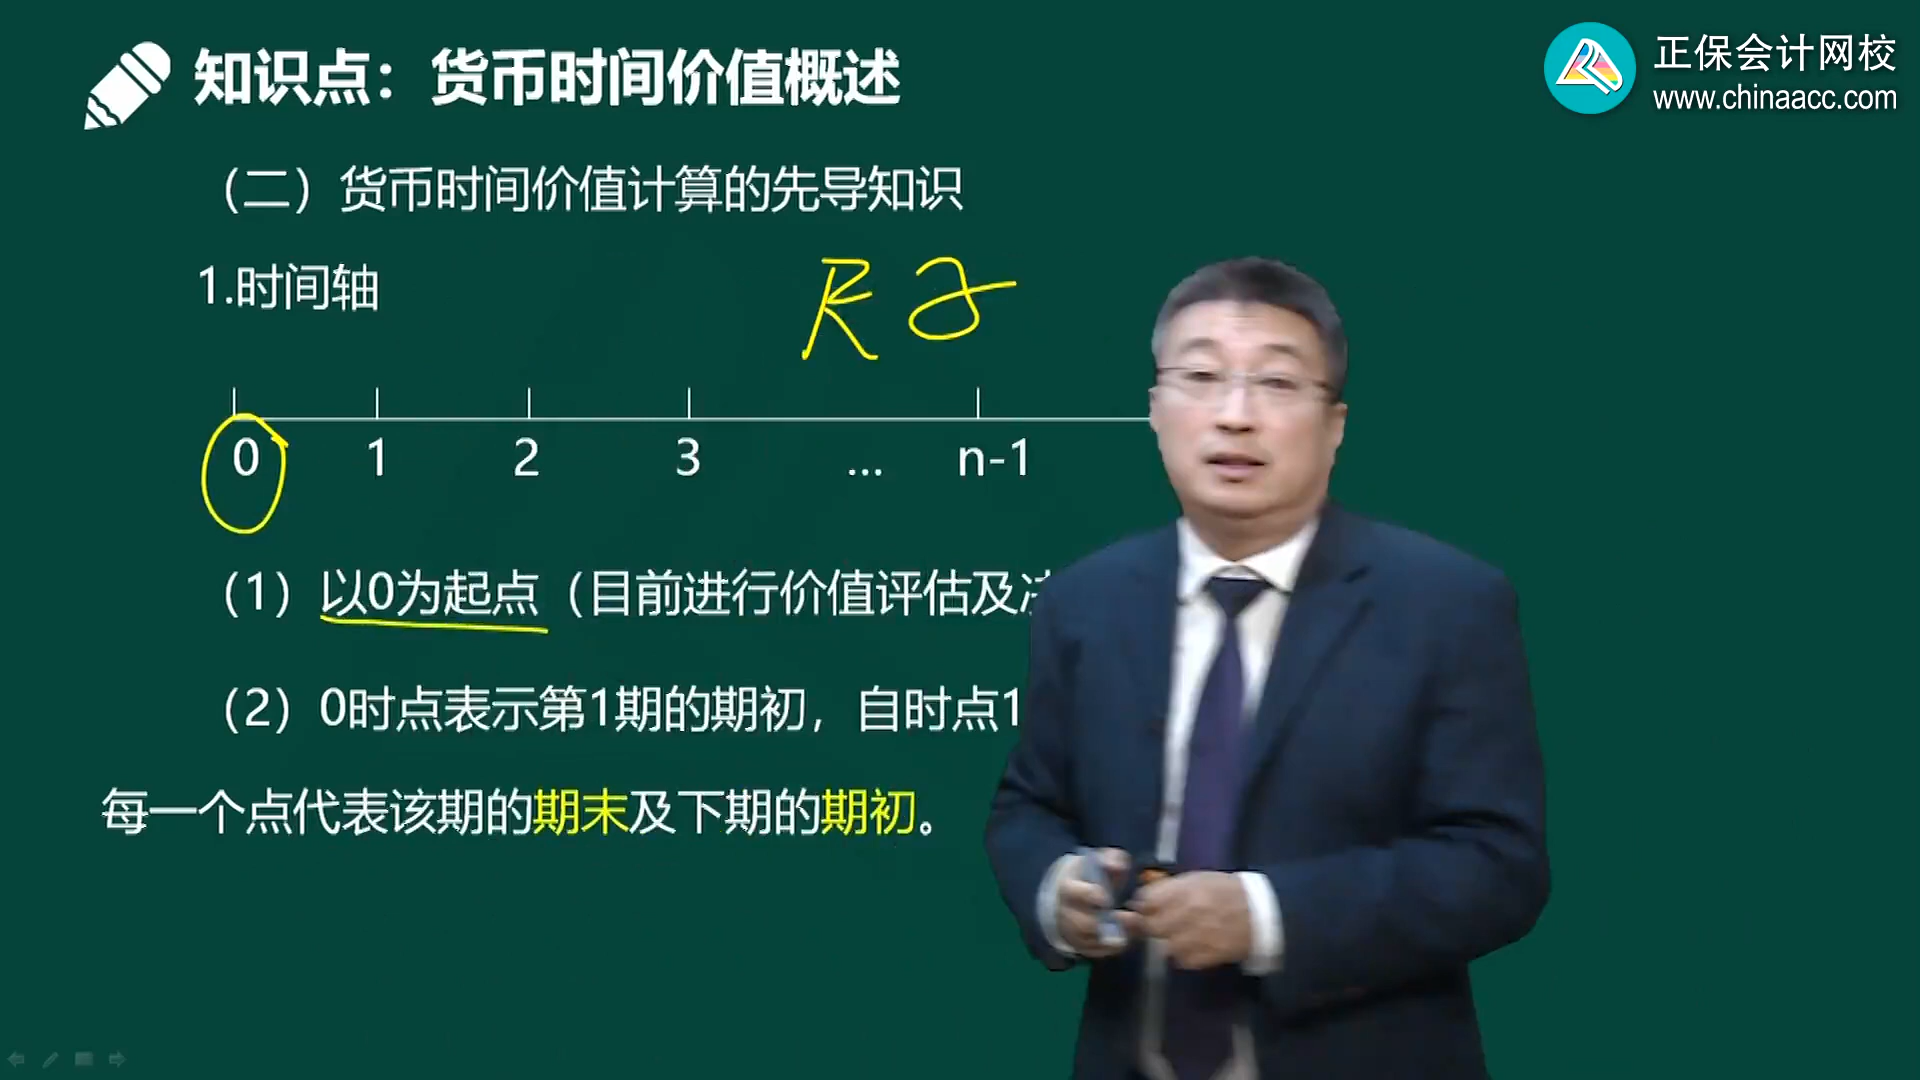 知识点：货币时间价值概述
正保会计网校
www.chinaacc.com
（二）货币时间价值计算的先导知识
1.时间轴
0 1 2 3 ... n-1
（1）以0为起点（目前进行价值评估及
（2）0时点表示第1期的期初，自时点1
每一个点代表该期的期末及下期的期初。